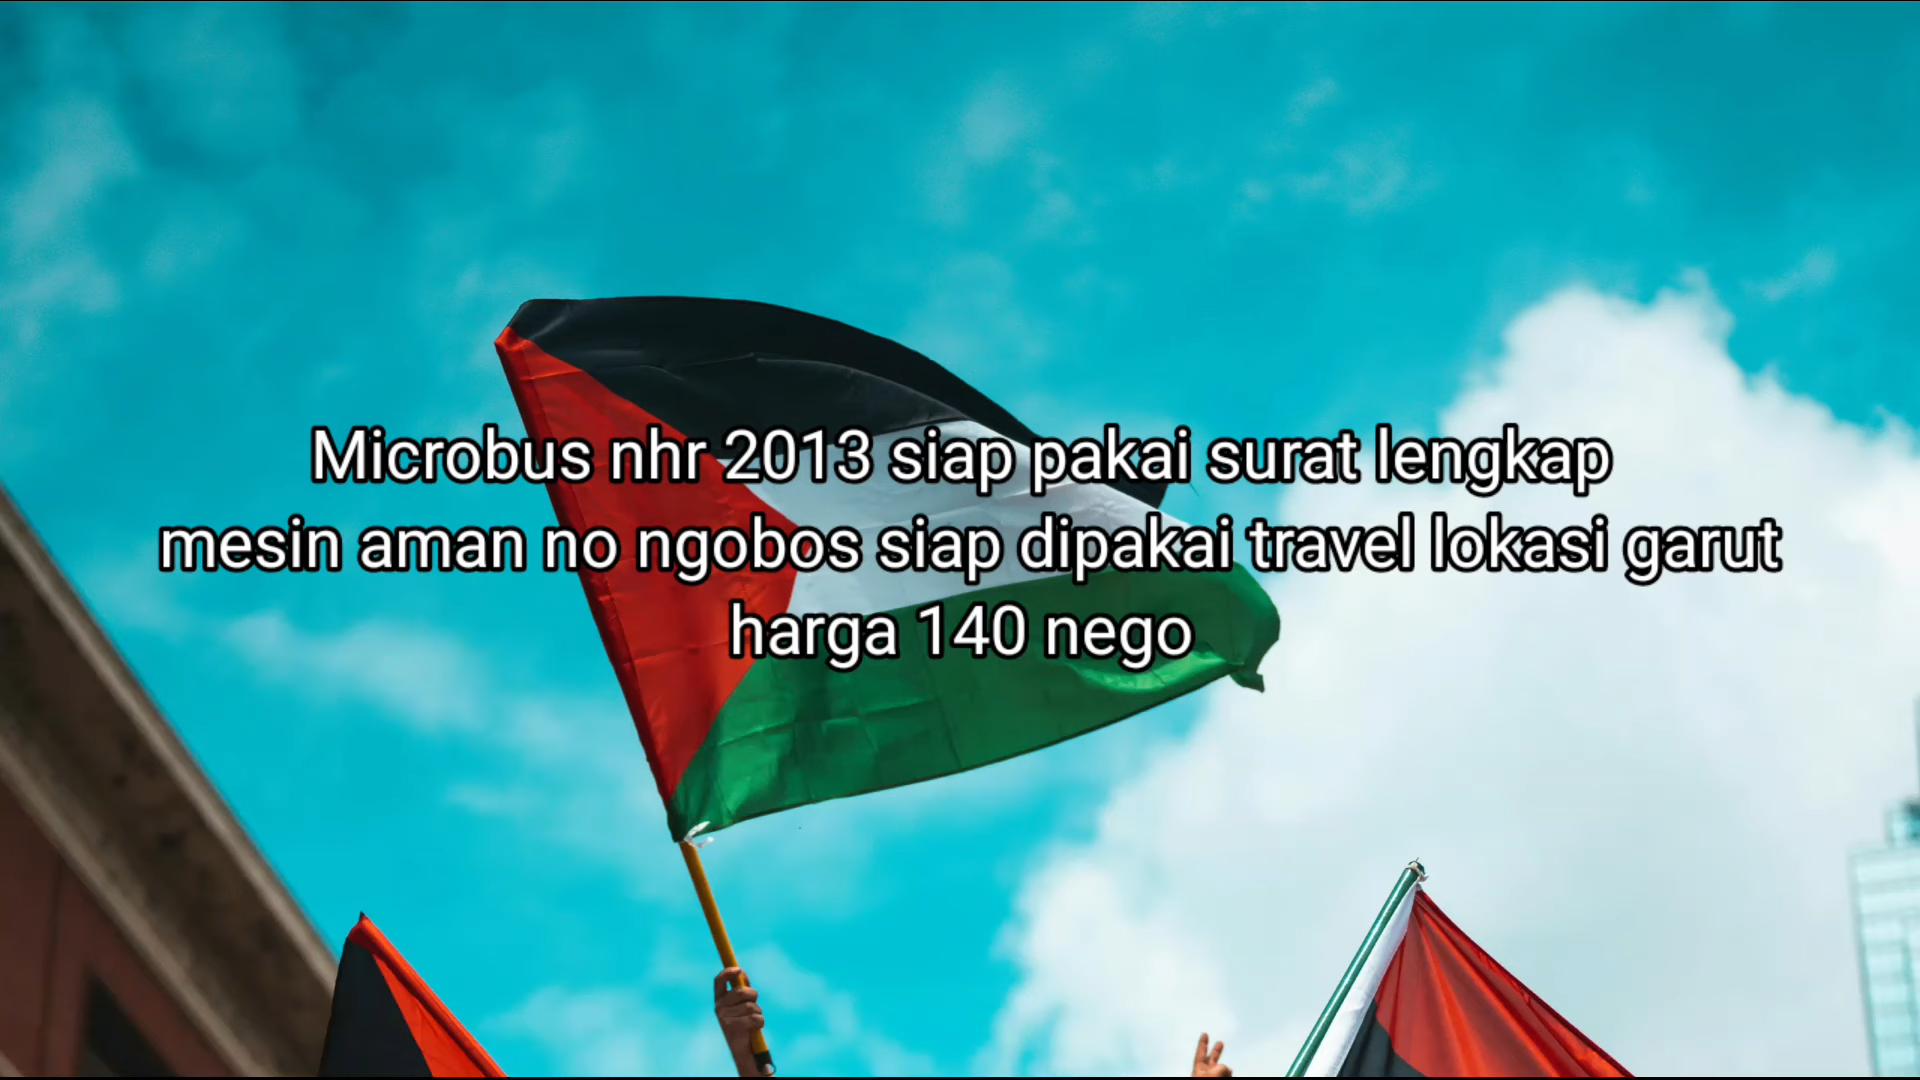 Microbus nhr 2013 siap pakai surat lengkap
mesin aman no ngobos siap dipakai travel lokasi garut
harga 140 nego